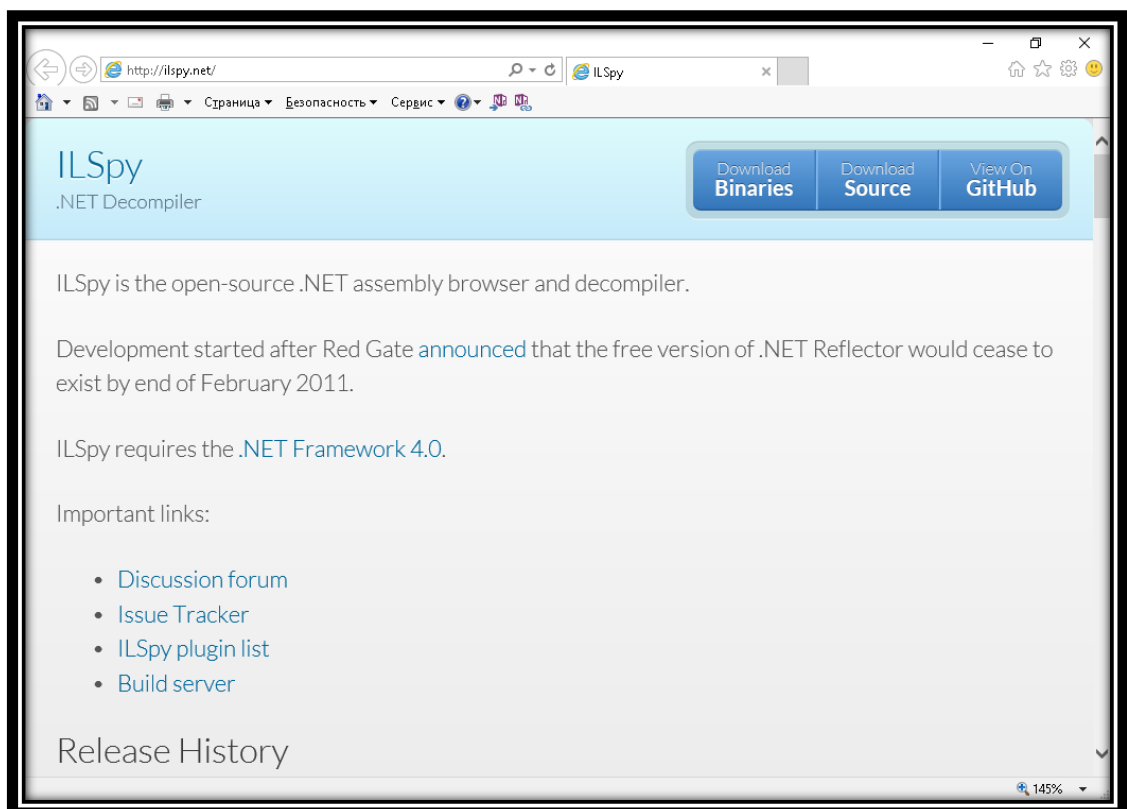 http://ilspy.net/
ILSpy
Страница Безопасность Сервис
ILSpy
.NET Decompiler
Download Binaries
Download Source
View On GitHub
ILSpy is the open-source .NET assembly browser and decompiler.
Development started after Red Gate announced that the free version of .NET Reflector would cease to
exist by end of February 2011.
ILSpy requires the .NET Framework 4.0.
Important links:
• Discussion forum
• Issue Tracker
• ILSpy plugin list
• Build server
Release History
145%